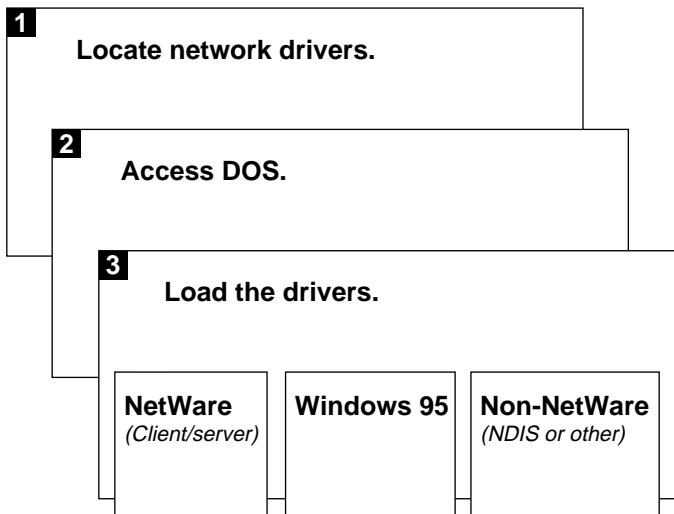 1
Locate network drivers.
2
Access DOS.
3
Load the drivers.
NetWare
(Client/server)
Windows 95
Non-NetWare
(NDIS or other)